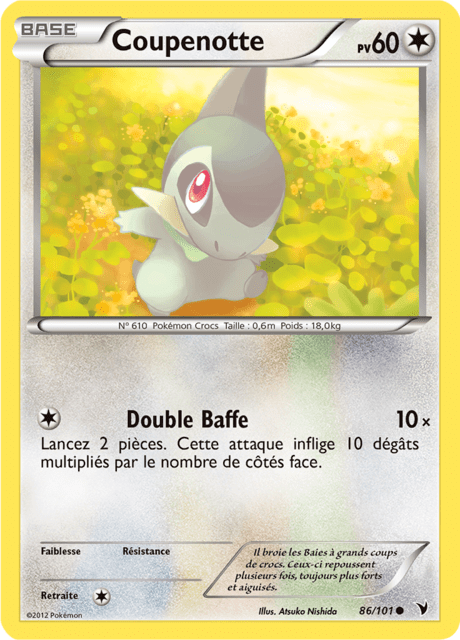 BASE
Coupenotte
PV60
N° 610 Pokémon Crocs Taille : 0,6m Poids : 18,0kg
Double Baffe 10x
Lancez 2 pièces. Cette attaque inflige 10 dégâts
multipliés par le nombre de côtés face.
Faiblesse Résistance
Il broie les Baies à grands coups
de crocs. Ceux-ci repoussent
plusieurs fois, toujours plus forts
et aiguisés.
Retraite
©2012 Pokémon
Illus. Atsuko Nishida 86/101